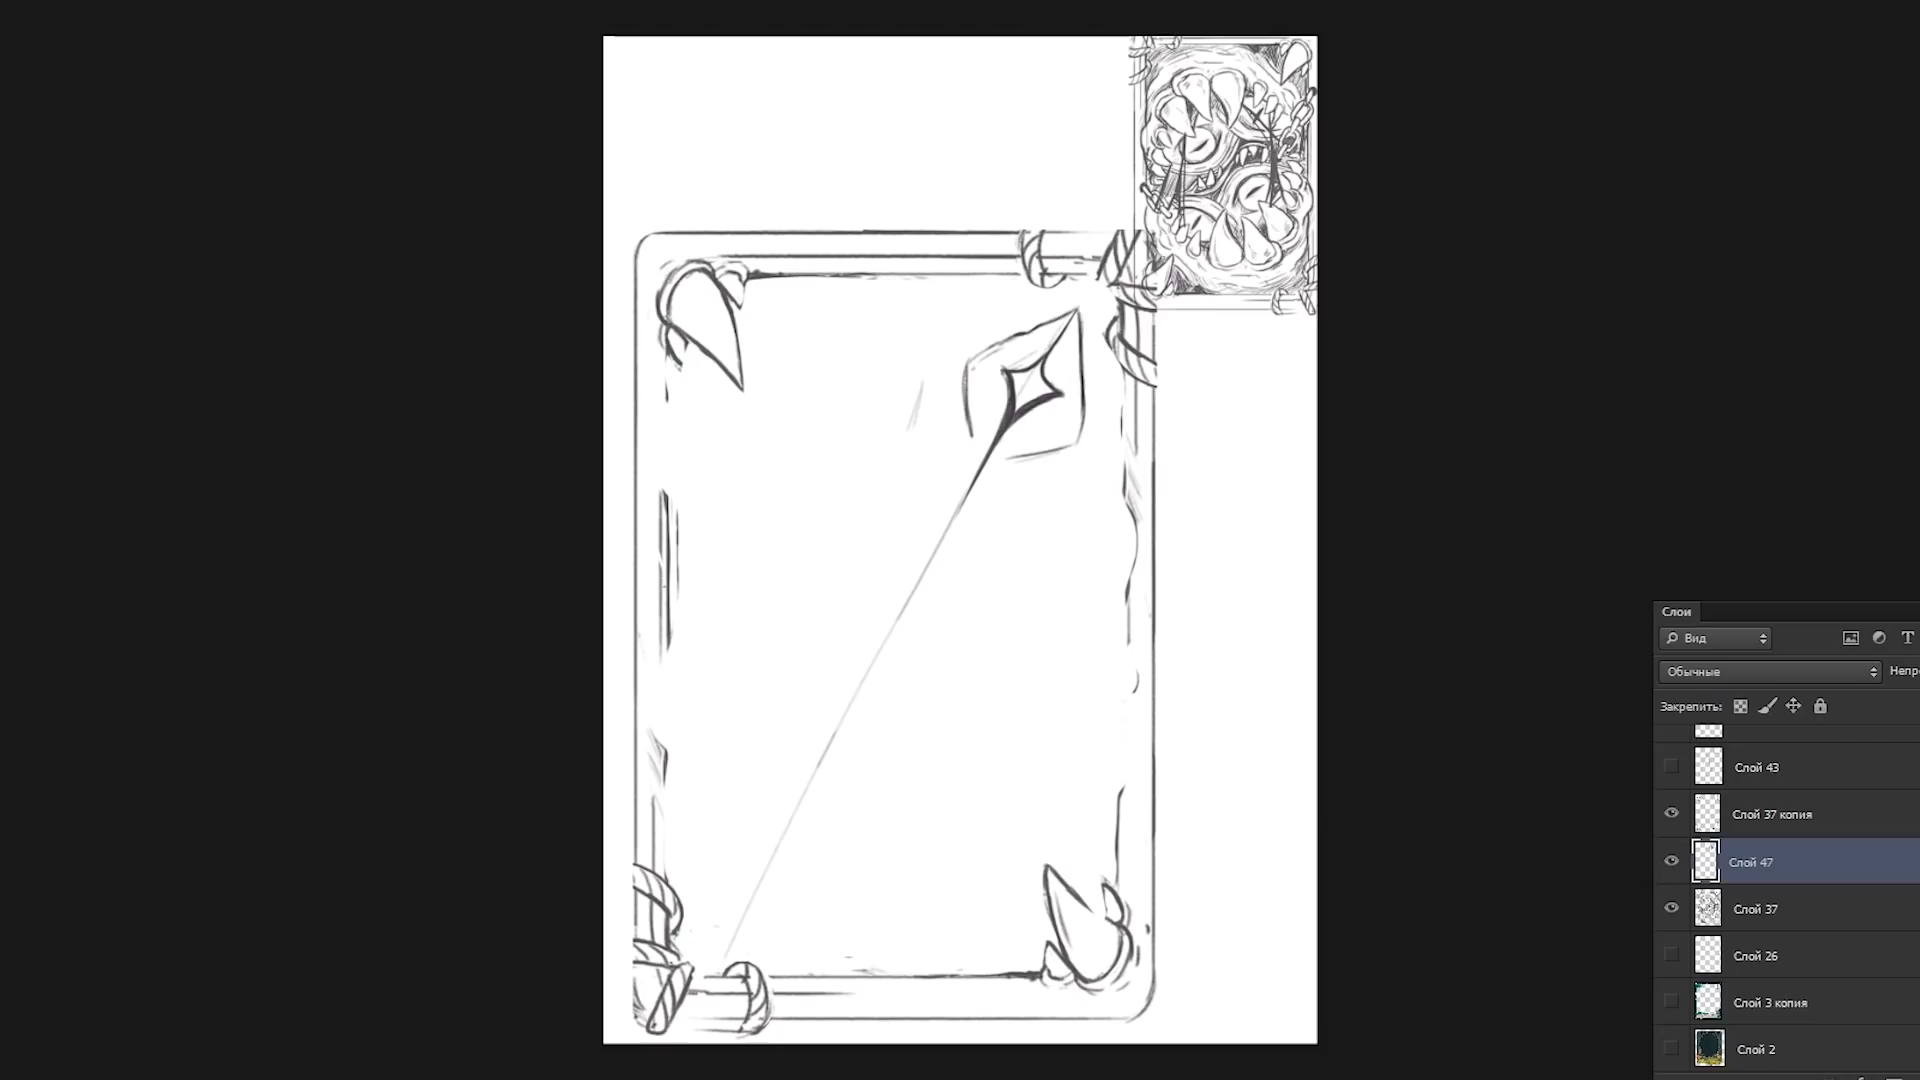 Слои
Вид
T
Обычные
Закрепить:
Слой 43
Слой 37 копия
Слой 47
Слой 37
Слой 26
Слой 3 копия
Слой 2